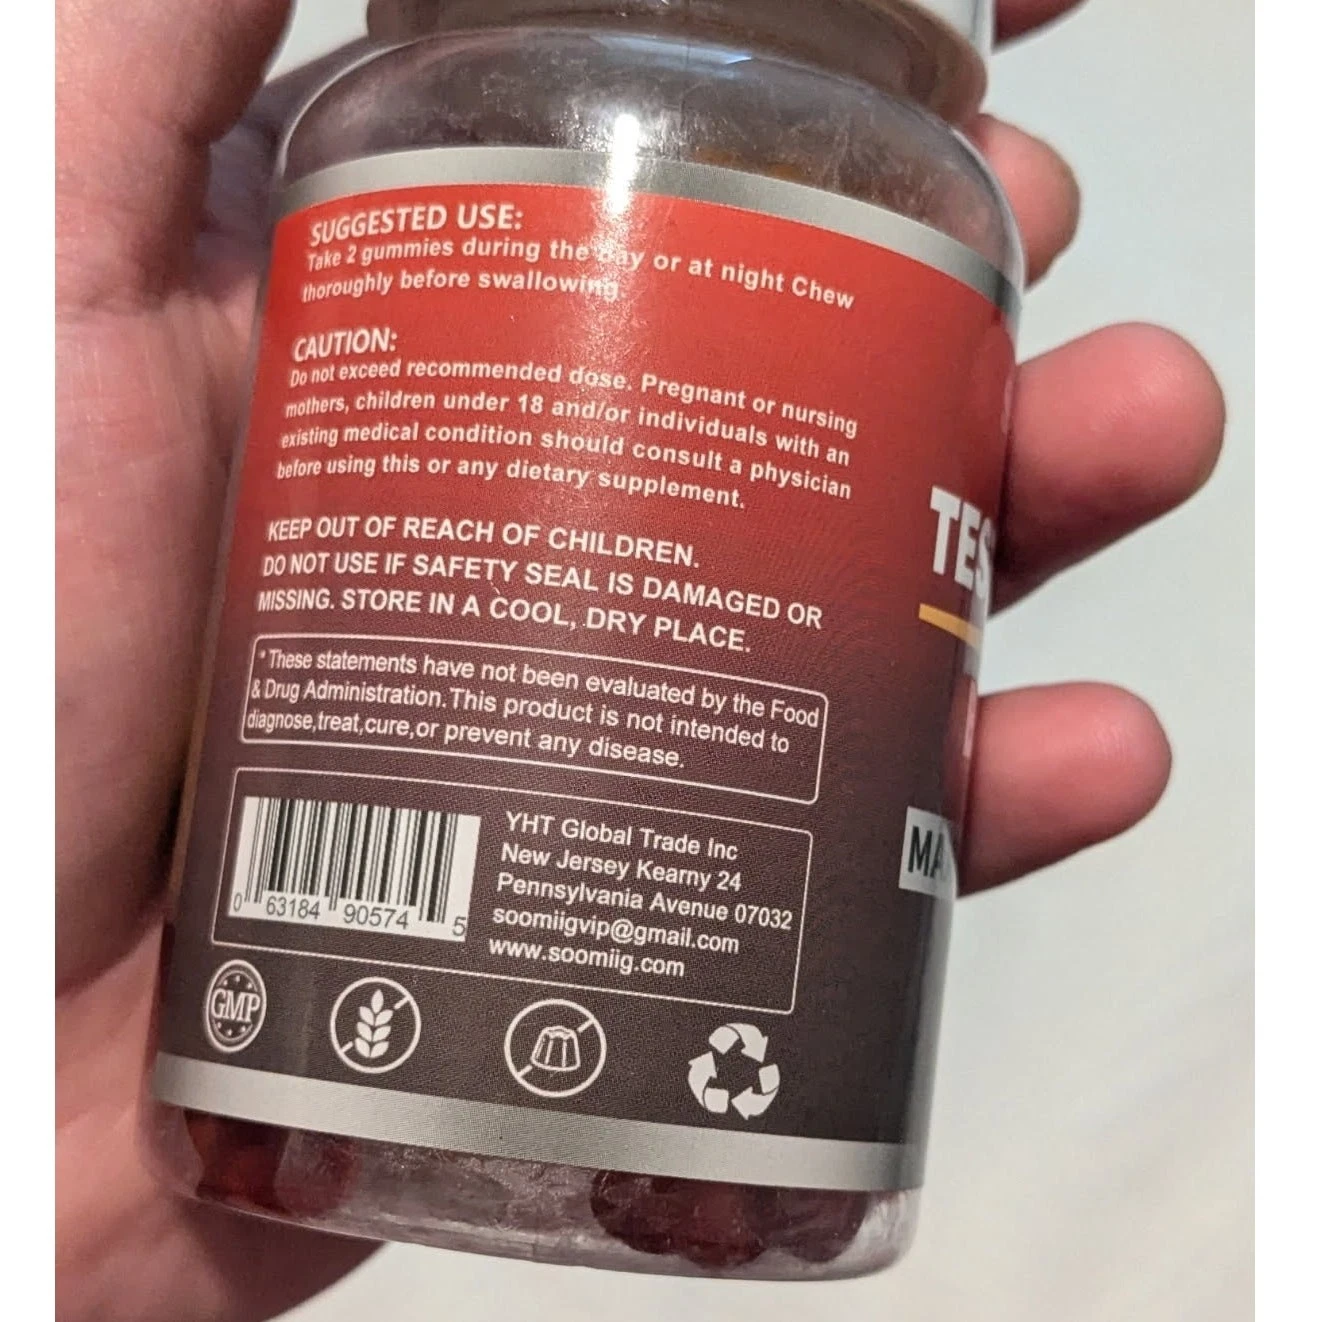 SUGGESTED USE:
Take 2 gummies during the day or at night Chew
thoroughly before swallowing
CAUTION:
Do not exceed recommended dose. Pregnant or nursing
mothers, children under 18 and/or individuals with an
existing medical condition should consult a physician
before using this or any dietary supplement.
KEEP OUT OF REACH OF CHILDREN.
DO NOT USE IF SAFETY SEAL IS DAMAGED OR
MISSING. STORE IN A COOL, DRY PLACE.
*These statements have not been evaluated by the Food
& Drug Administration.This product is not intended to
diagnose,treat,cure,or prevent any disease.
0 63184 90574 5
YHT Global Trade Inc
New Jersey Kearny 24
Pennsylvania Avenue 07032
soomiigvip@gmail.com
www.soomiig.com
GMP
TES
MA